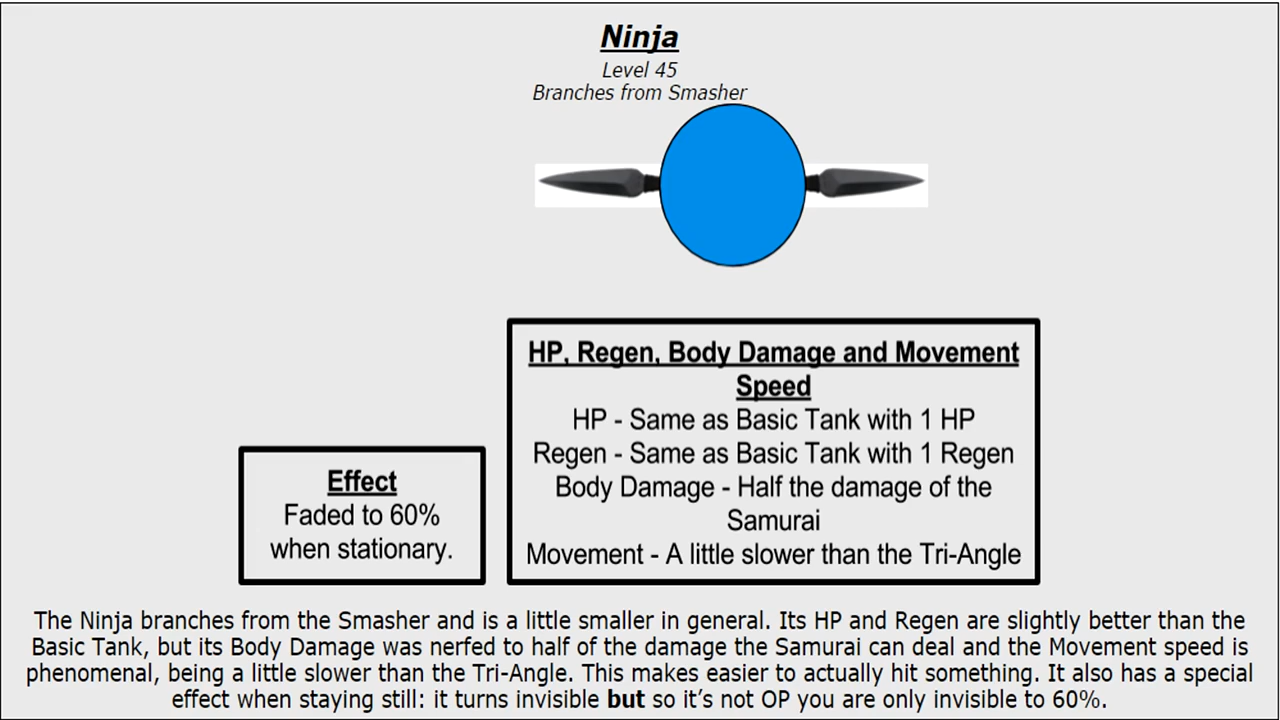 Ninja
Level 45
Branches from Smasher
HP, Regen, Body Damage and Movement
Speed
HP - Same as Basic Tank with 1 HP
Regen - Same as Basic Tank with 1 Regen
Body Damage - Half the damage of the
Samurai
Movement - A little slower than the Tri-Angle
Effect
Faded to 60%
when stationary.
The Ninja branches from the Smasher and is a little smaller in general. Its HP and Regen are slightly better than the
Basic Tank, but its Body Damage was nerfed to half of the damage the Samurai can deal and the Movement speed is
phenomenal, being a little slower than the Tri-Angle. This makes easier to actually hit something. It also has a special
effect when staying still: it turns invisible but so it's not OP you are only invisible to 60%.